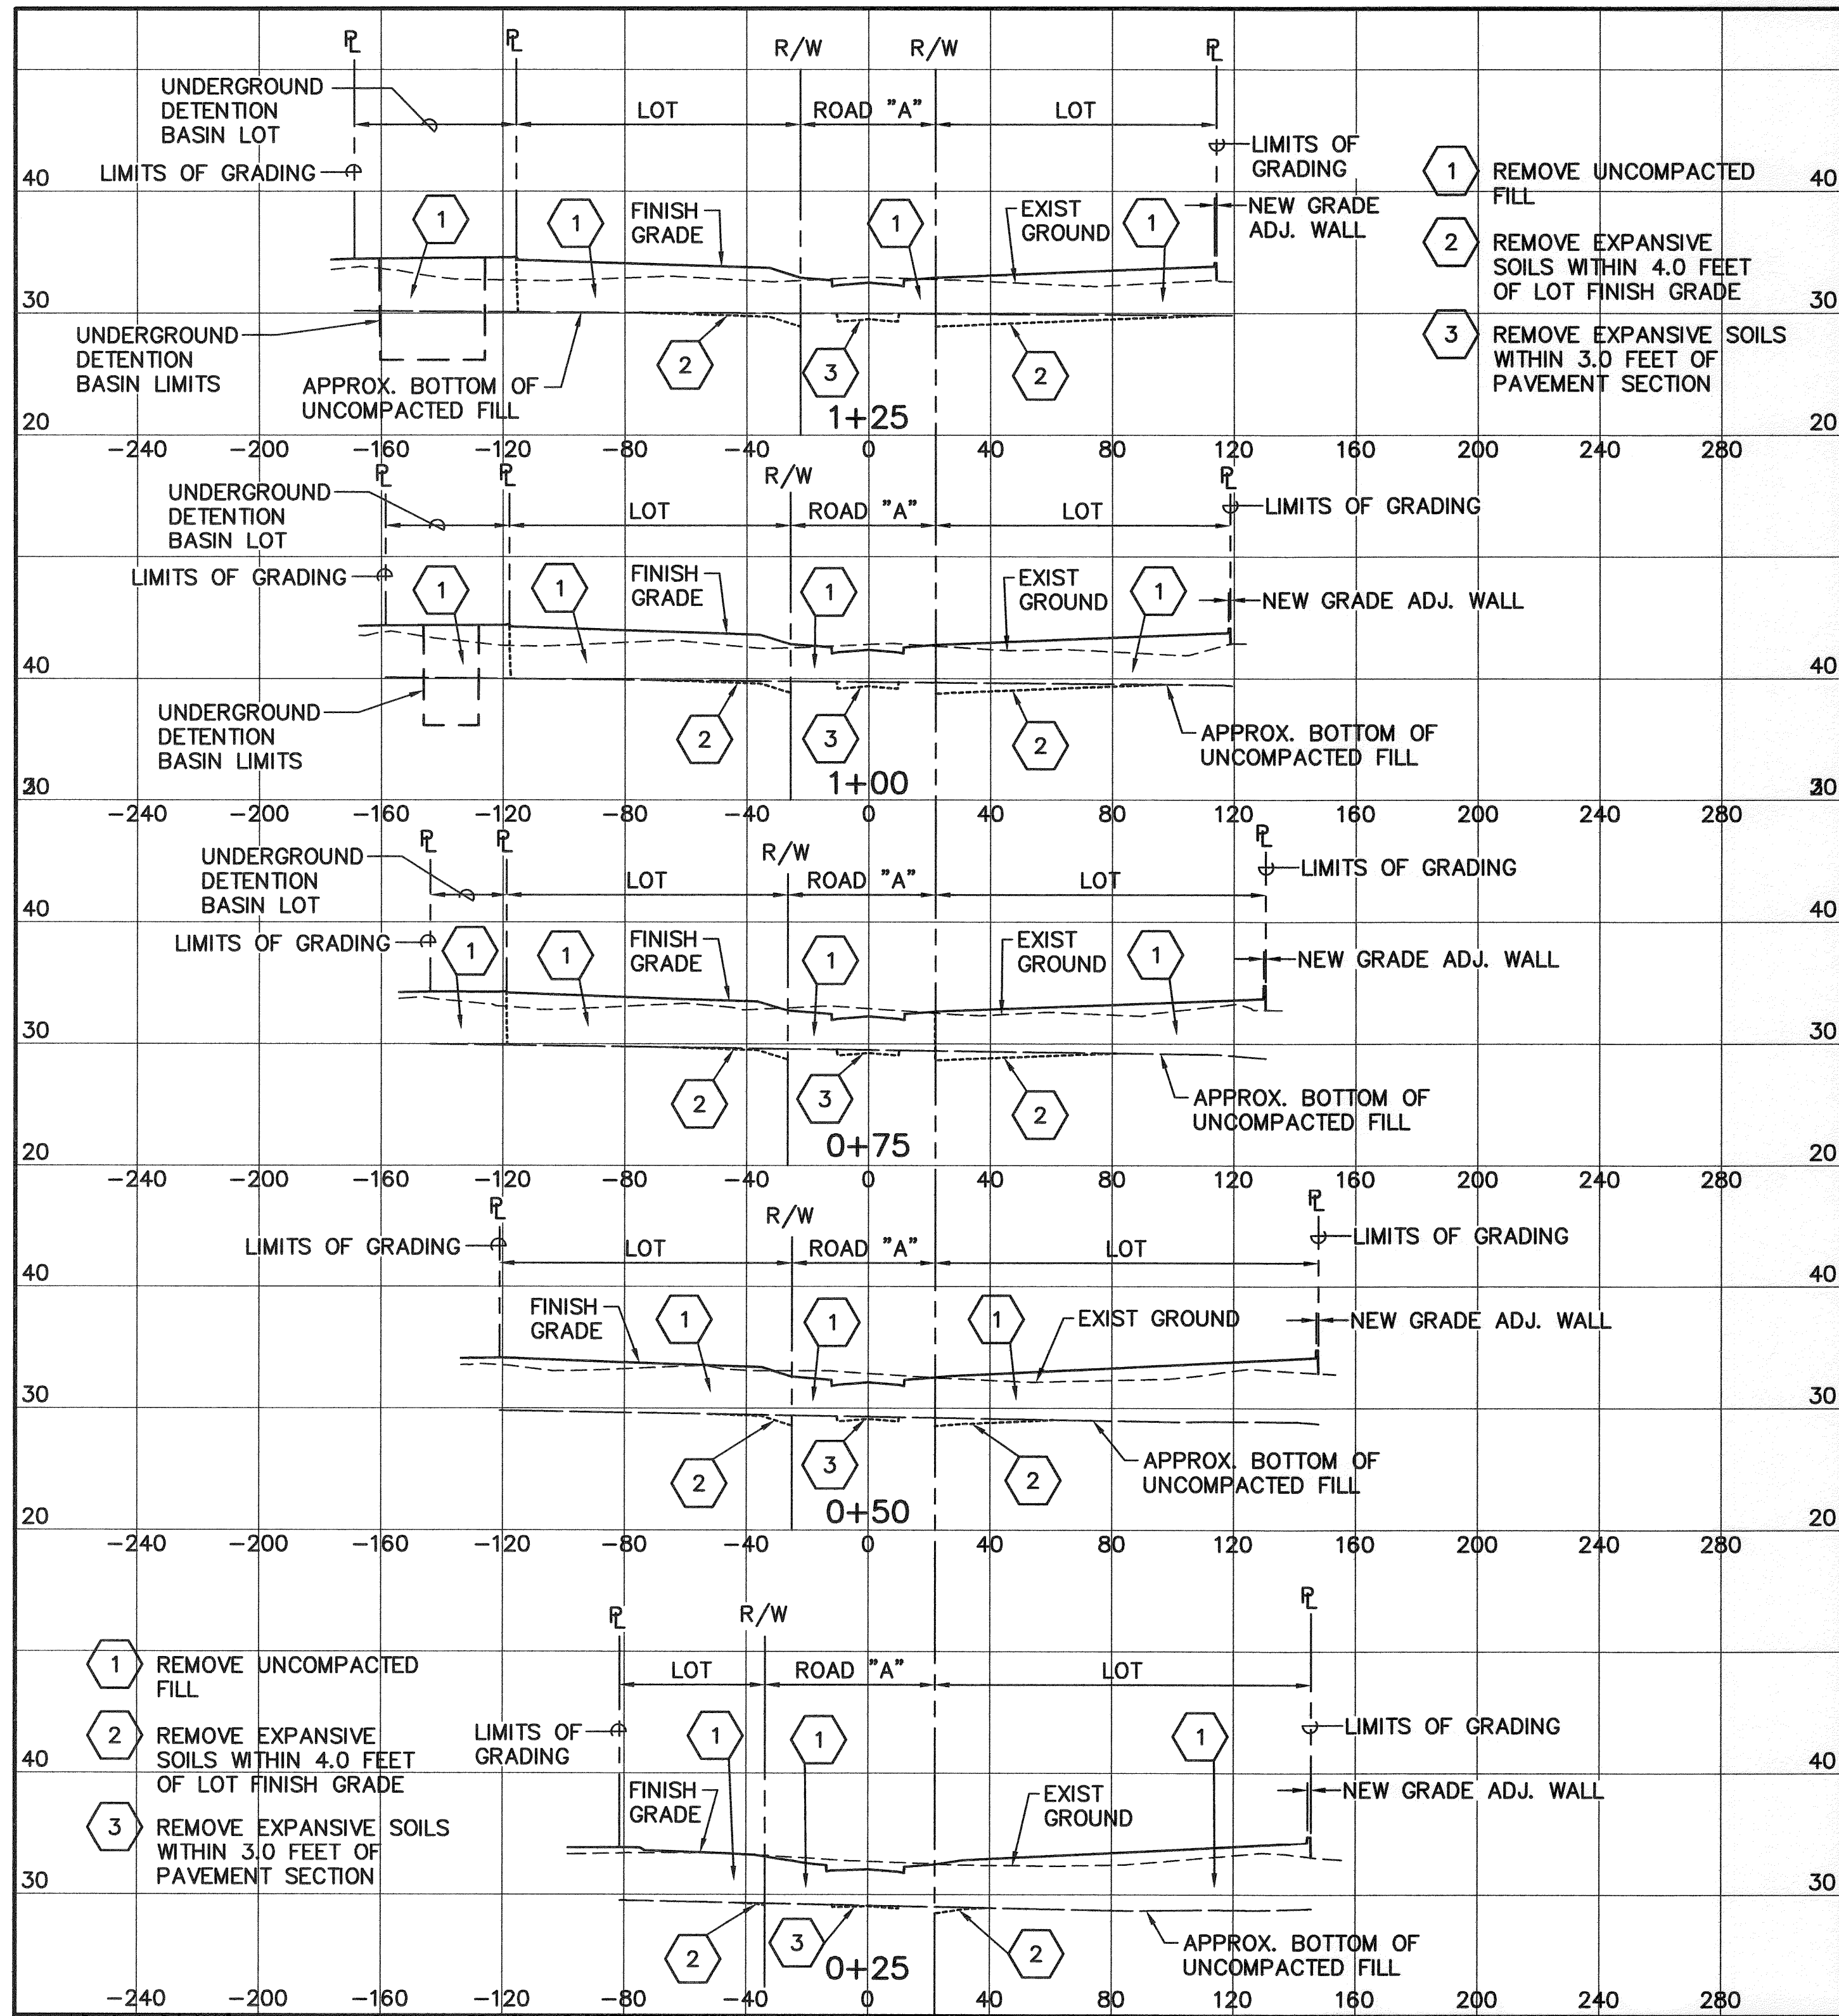 PL PL R/W R/W PL
UNDERGROUND
DETENTION
BASIN LOT
LOT ROAD "A" LOT
LIMITS OF GRADING
LIMITS OF
GRADING
1 REMOVE UNCOMPACTED
FILL
2 REMOVE EXPANSIVE
SOILS WITHIN 4.0 FEET
OF LOT FINISH GRADE
3 REMOVE EXPANSIVE SOILS
WITHIN 3.0 FEET OF
PAVEMENT SECTION
40 40
1 1 FINISH
GRADE
1 EXIST
GROUND
1 NEW GRADE
ADJ. WALL
30 30
UNDERGROUND
DETENTION
BASIN LIMITS
APPROX. BOTTOM OF
UNCOMPACTED FILL
2 3 2
1+25
20 20
-240 -200 -160 -120 -80 -40 0 40 80 120 160 200 240 280
PL PL R/W PL
UNDERGROUND
DETENTION
BASIN LOT
LOT ROAD "A" LOT
LIMITS OF GRADING
LIMITS OF GRADING
1 1 FINISH
GRADE
1 EXIST
GROUND
1 NEW GRADE ADJ. WALL
40 40
UNDERGROUND
DETENTION
BASIN LIMITS
2 3 2
APPROX. BOTTOM OF
UNCOMPACTED FILL
1+00
-240 -200 -160 -120 -80 -40 0 40 80 120 160 200 240 280
PL PL R/W PL
UNDERGROUND
DETENTION
BASIN LOT
LOT ROAD "A" LOT
LIMITS OF GRADING
40 40
LIMITS OF GRADING
1 1 FINISH
GRADE
1 EXIST
GROUND
1 NEW GRADE ADJ. WALL
30 30
2 3 2
APPROX. BOTTOM OF
UNCOMPACTED FILL
0+75
20 20
-240 -200 -160 -120 -80 -40 0 40 80 120 160 200 240 280
PL R/W PL
LIMITS OF GRADING
LOT ROAD "A" LOT
LIMITS OF GRADING
40 40
FINISH
GRADE
1 1 1 EXIST GROUND
NEW GRADE ADJ. WALL
30 30
2 3 2
APPROX. BOTTOM OF
UNCOMPACTED FILL
0+50
20 20
-240 -200 -160 -120 -80 -40 0 40 80 120 160 200 240 280
PL R/W PL
1 REMOVE UNCOMPACTED
FILL
2 REMOVE EXPANSIVE
SOILS WITHIN 4.0 FEET
OF LOT FINISH GRADE
3 REMOVE EXPANSIVE SOILS
WITHIN 3.0 FEET OF
PAVEMENT SECTION
LOT ROAD "A" LOT
LIMITS OF
GRADING
1 1 1
LIMITS OF GRADING
40 40
FINISH
GRADE
EXIST
GROUND
NEW GRADE ADJ. WALL
30 30
2 3 2
APPROX. BOTTOM OF
UNCOMPACTED FILL
0+25
-240 -200 -160 -120 -80 -40 0 40 80 120 160 200 240 280